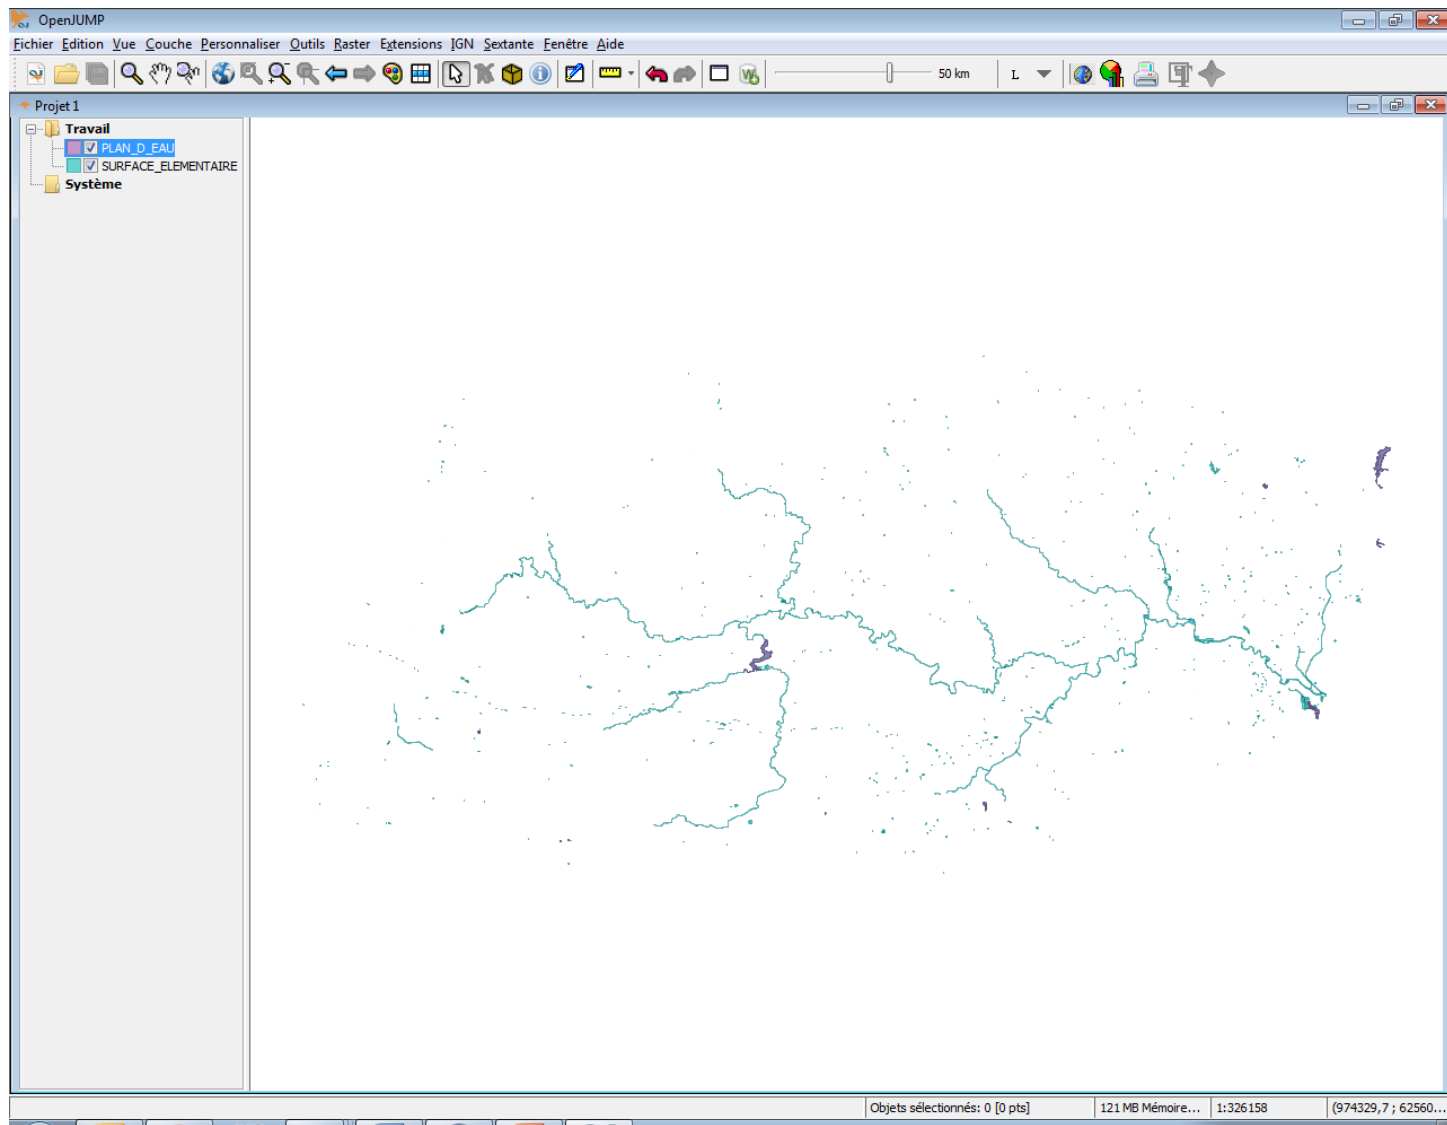 OpenJUMP
Fichier Edition Vue Couche Personnaliser Outils Raster Extensions IGN Sextante Fenêtre Aide
50 km L
Projet 1
Travail
PLAN_D_EAU
SURFACE_ELEMENTAIRE
Système
Objets sélectionnés: 0 [0 pts] 121 MB Mémoire... 1:326158 (974329,7 ; 62560...